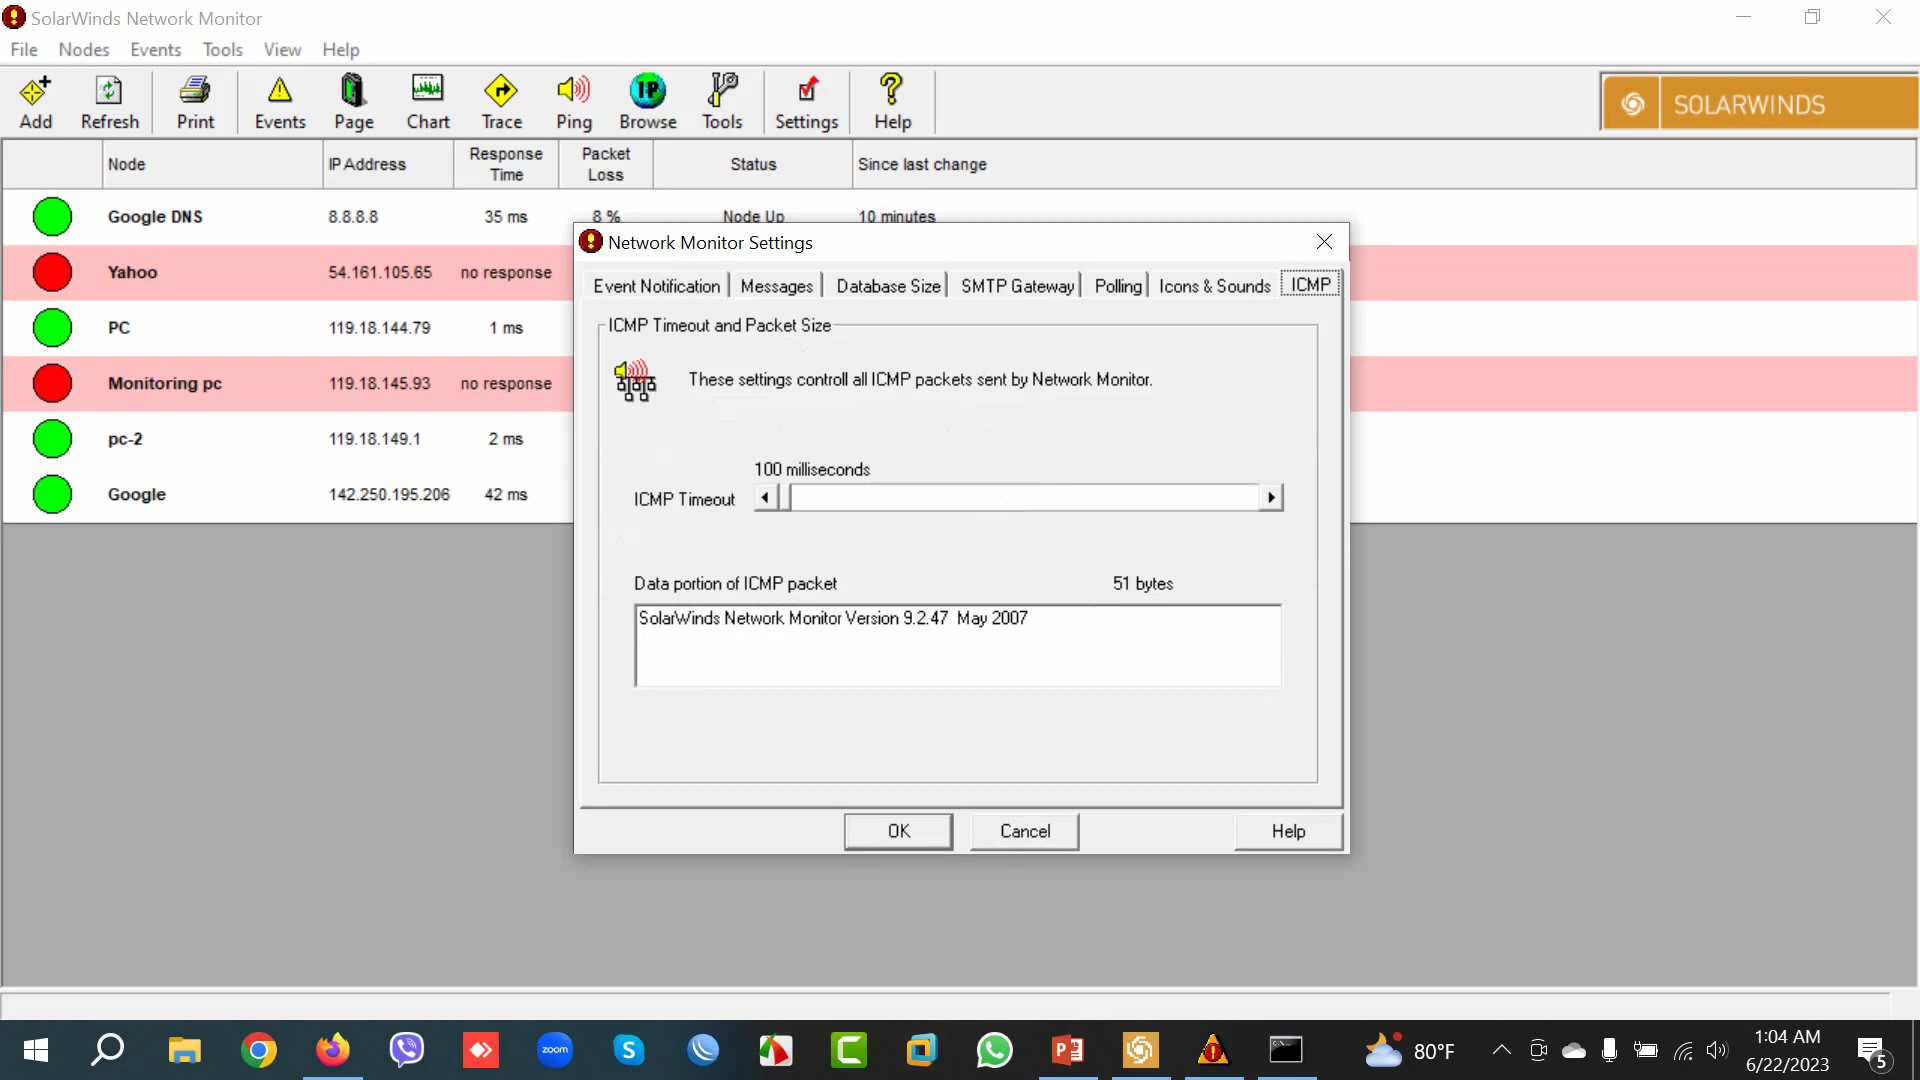 SolarWinds Network Monitor
File Nodes Events Tools View Help
Add Refresh Print Events Page Chart Trace Ping Browse Tools Settings Help
SOLARWINDS
Node IP Address Response Time Packet Loss Status Since last change
Google DNS 8.8.8.8 35 ms 8 % Node Up 10 minutes
Yahoo 54.161.105.65 no response
PC 119.18.144.79 1 ms
Monitoring pc 119.18.145.93 no response
pc-2 119.18.149.1 2 ms
Google 142.250.195.206 42 ms
Network Monitor Settings
Event Notification Messages Database Size SMTP Gateway Polling Icons & Sounds ICMP
ICMP Timeout and Packet Size
These settings controll all ICMP packets sent by Network Monitor.
100 milliseconds
ICMP Timeout
Data portion of ICMP packet 51 bytes
SolarWinds Network Monitor Version 9.2.47 May 2007
OK Cancel Help
zoom
80°F
1:04 AM
6/22/2023
5